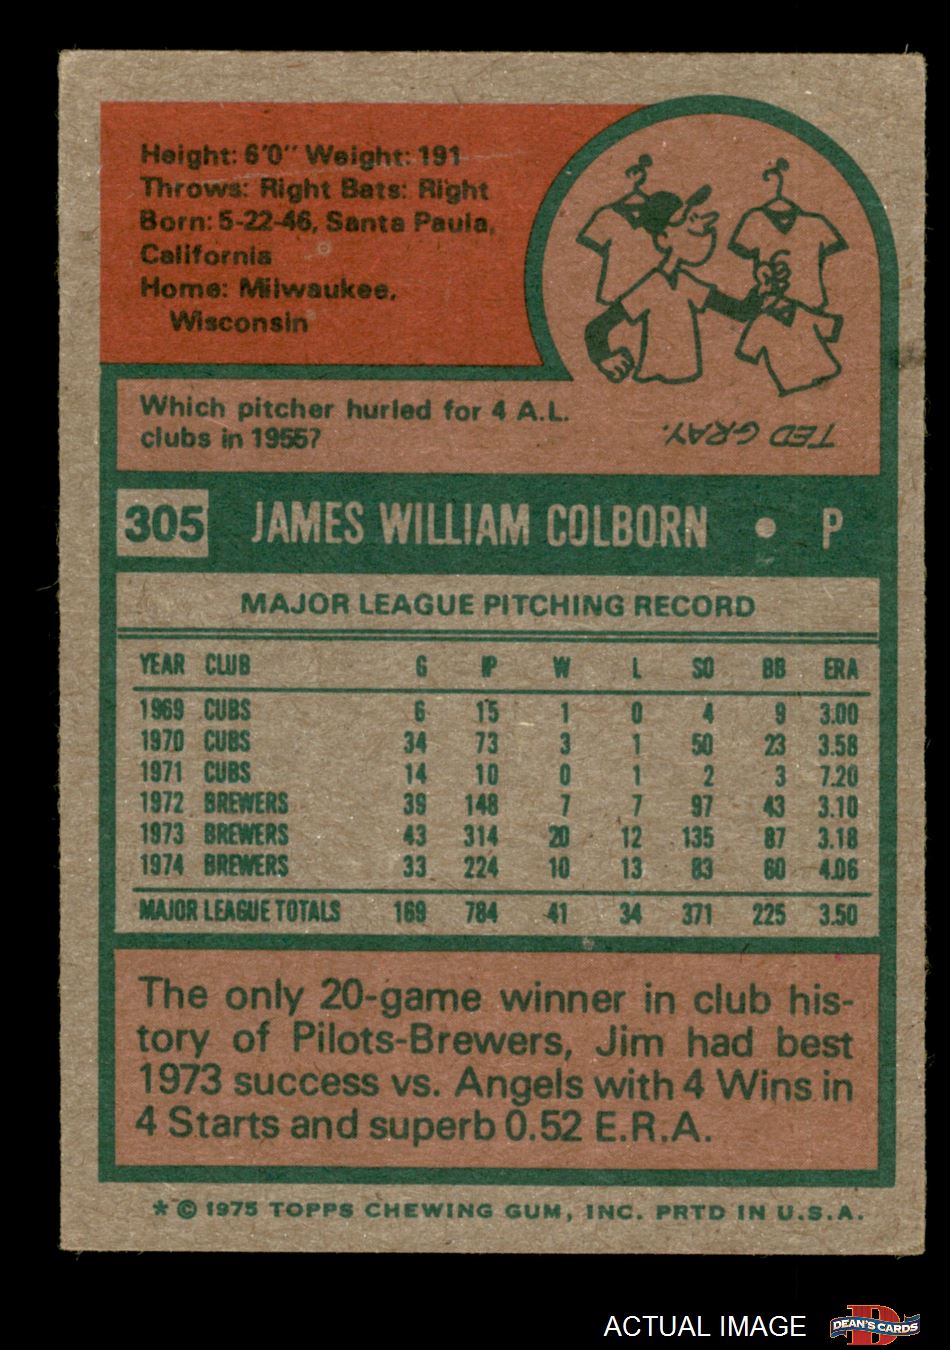 Height: 6'0" Weight: 191
Throws: Right Bats: Right
Born: 5-22-46, Santa Paula,
California
Home: Milwaukee,
Wisconsin
Which pitcher hurled for 4 A.L.
clubs in 1955?
TED GRAY.
305 JAMES WILLIAM COLBORN • P
MAJOR LEAGUE PITCHING RECORD
YEAR CLUB G IP W L SO BB ERA
1969 CUBS 6 15 1 0 4 9 3.00
1970 CUBS 34 73 3 1 50 23 3.58
1971 CUBS 14 10 0 1 2 3 7.20
1972 BREWERS 39 148 7 7 97 43 3.10
1973 BREWERS 43 314 20 12 135 87 3.18
1974 BREWERS 33 224 10 13 83 60 4.06
MAJOR LEAGUE TOTALS 169 784 41 34 371 225 3.50
The only 20-game winner in club his-
tory of Pilots-Brewers, Jim had best
1973 success vs. Angels with 4 Wins in
4 Starts and superb 0.52 E.R.A.
* © 1975 TOPPS CHEWING GUM, INC. PRTD IN U.S.A.
ACTUAL IMAGE DEAN'S CARDS